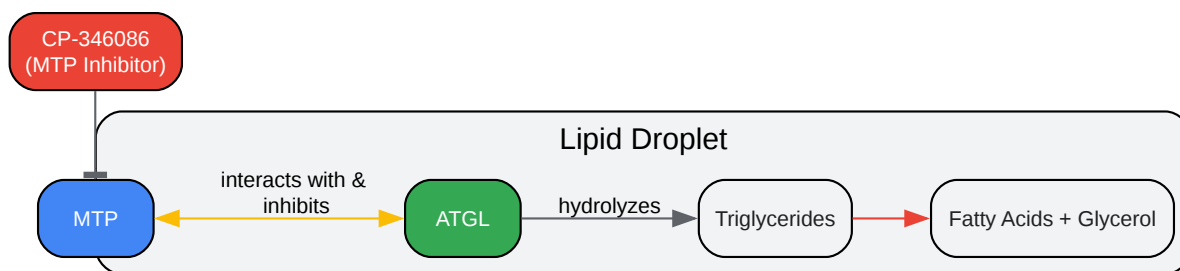 CP-346086
(MTP Inhibitor)
Lipid Droplet
MTP
interacts with &
inhibits
ATGL
hydrolyzes
Triglycerides
Fatty Acids + Glycerol